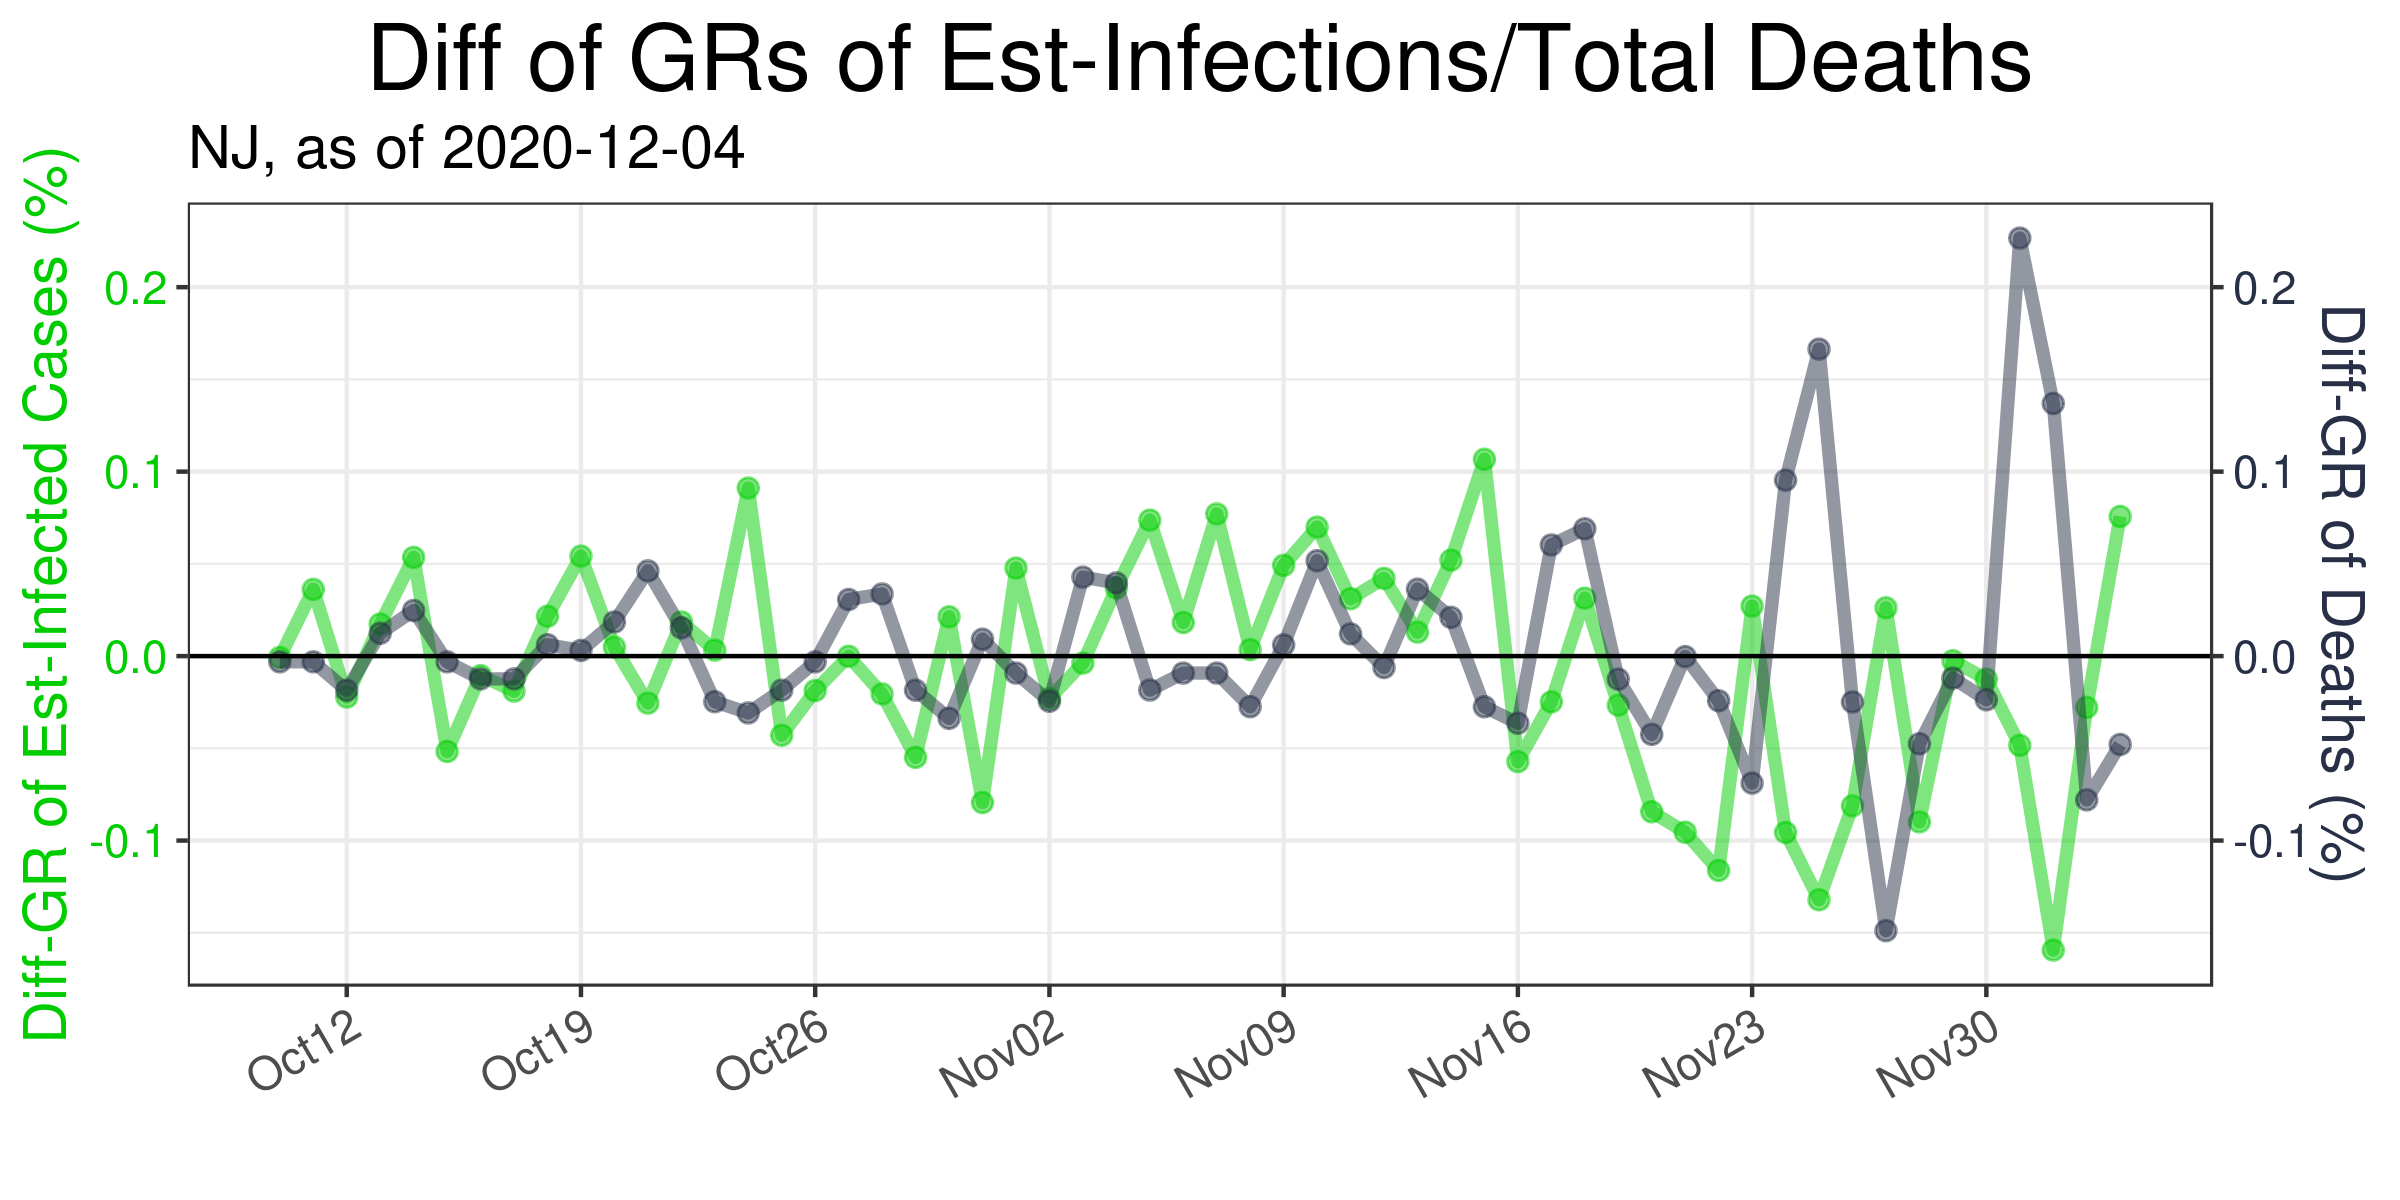 Diff of GRs of Est-Infections/Total Deaths
NJ, as of 2020-12-04
Diff-GR of Est-Infected Cases (%)
0.2
0.1
0.0
-0.1
0.2
0.1
0.0
-0.1
Diff-GR of Deaths (%)
Oct12
Oct19
Oct26
Nov02
Nov09
Nov16
Nov23
Nov30